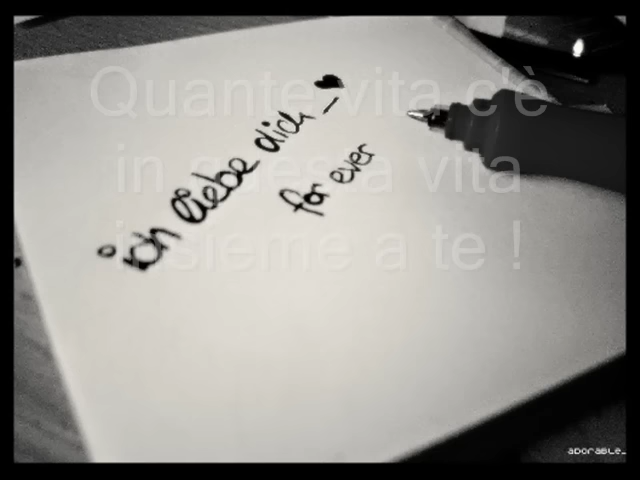 Quante vita c'è
in questa vita
insieme a te !
ich liebe dich _ ♥
for ever
ADORABLE_